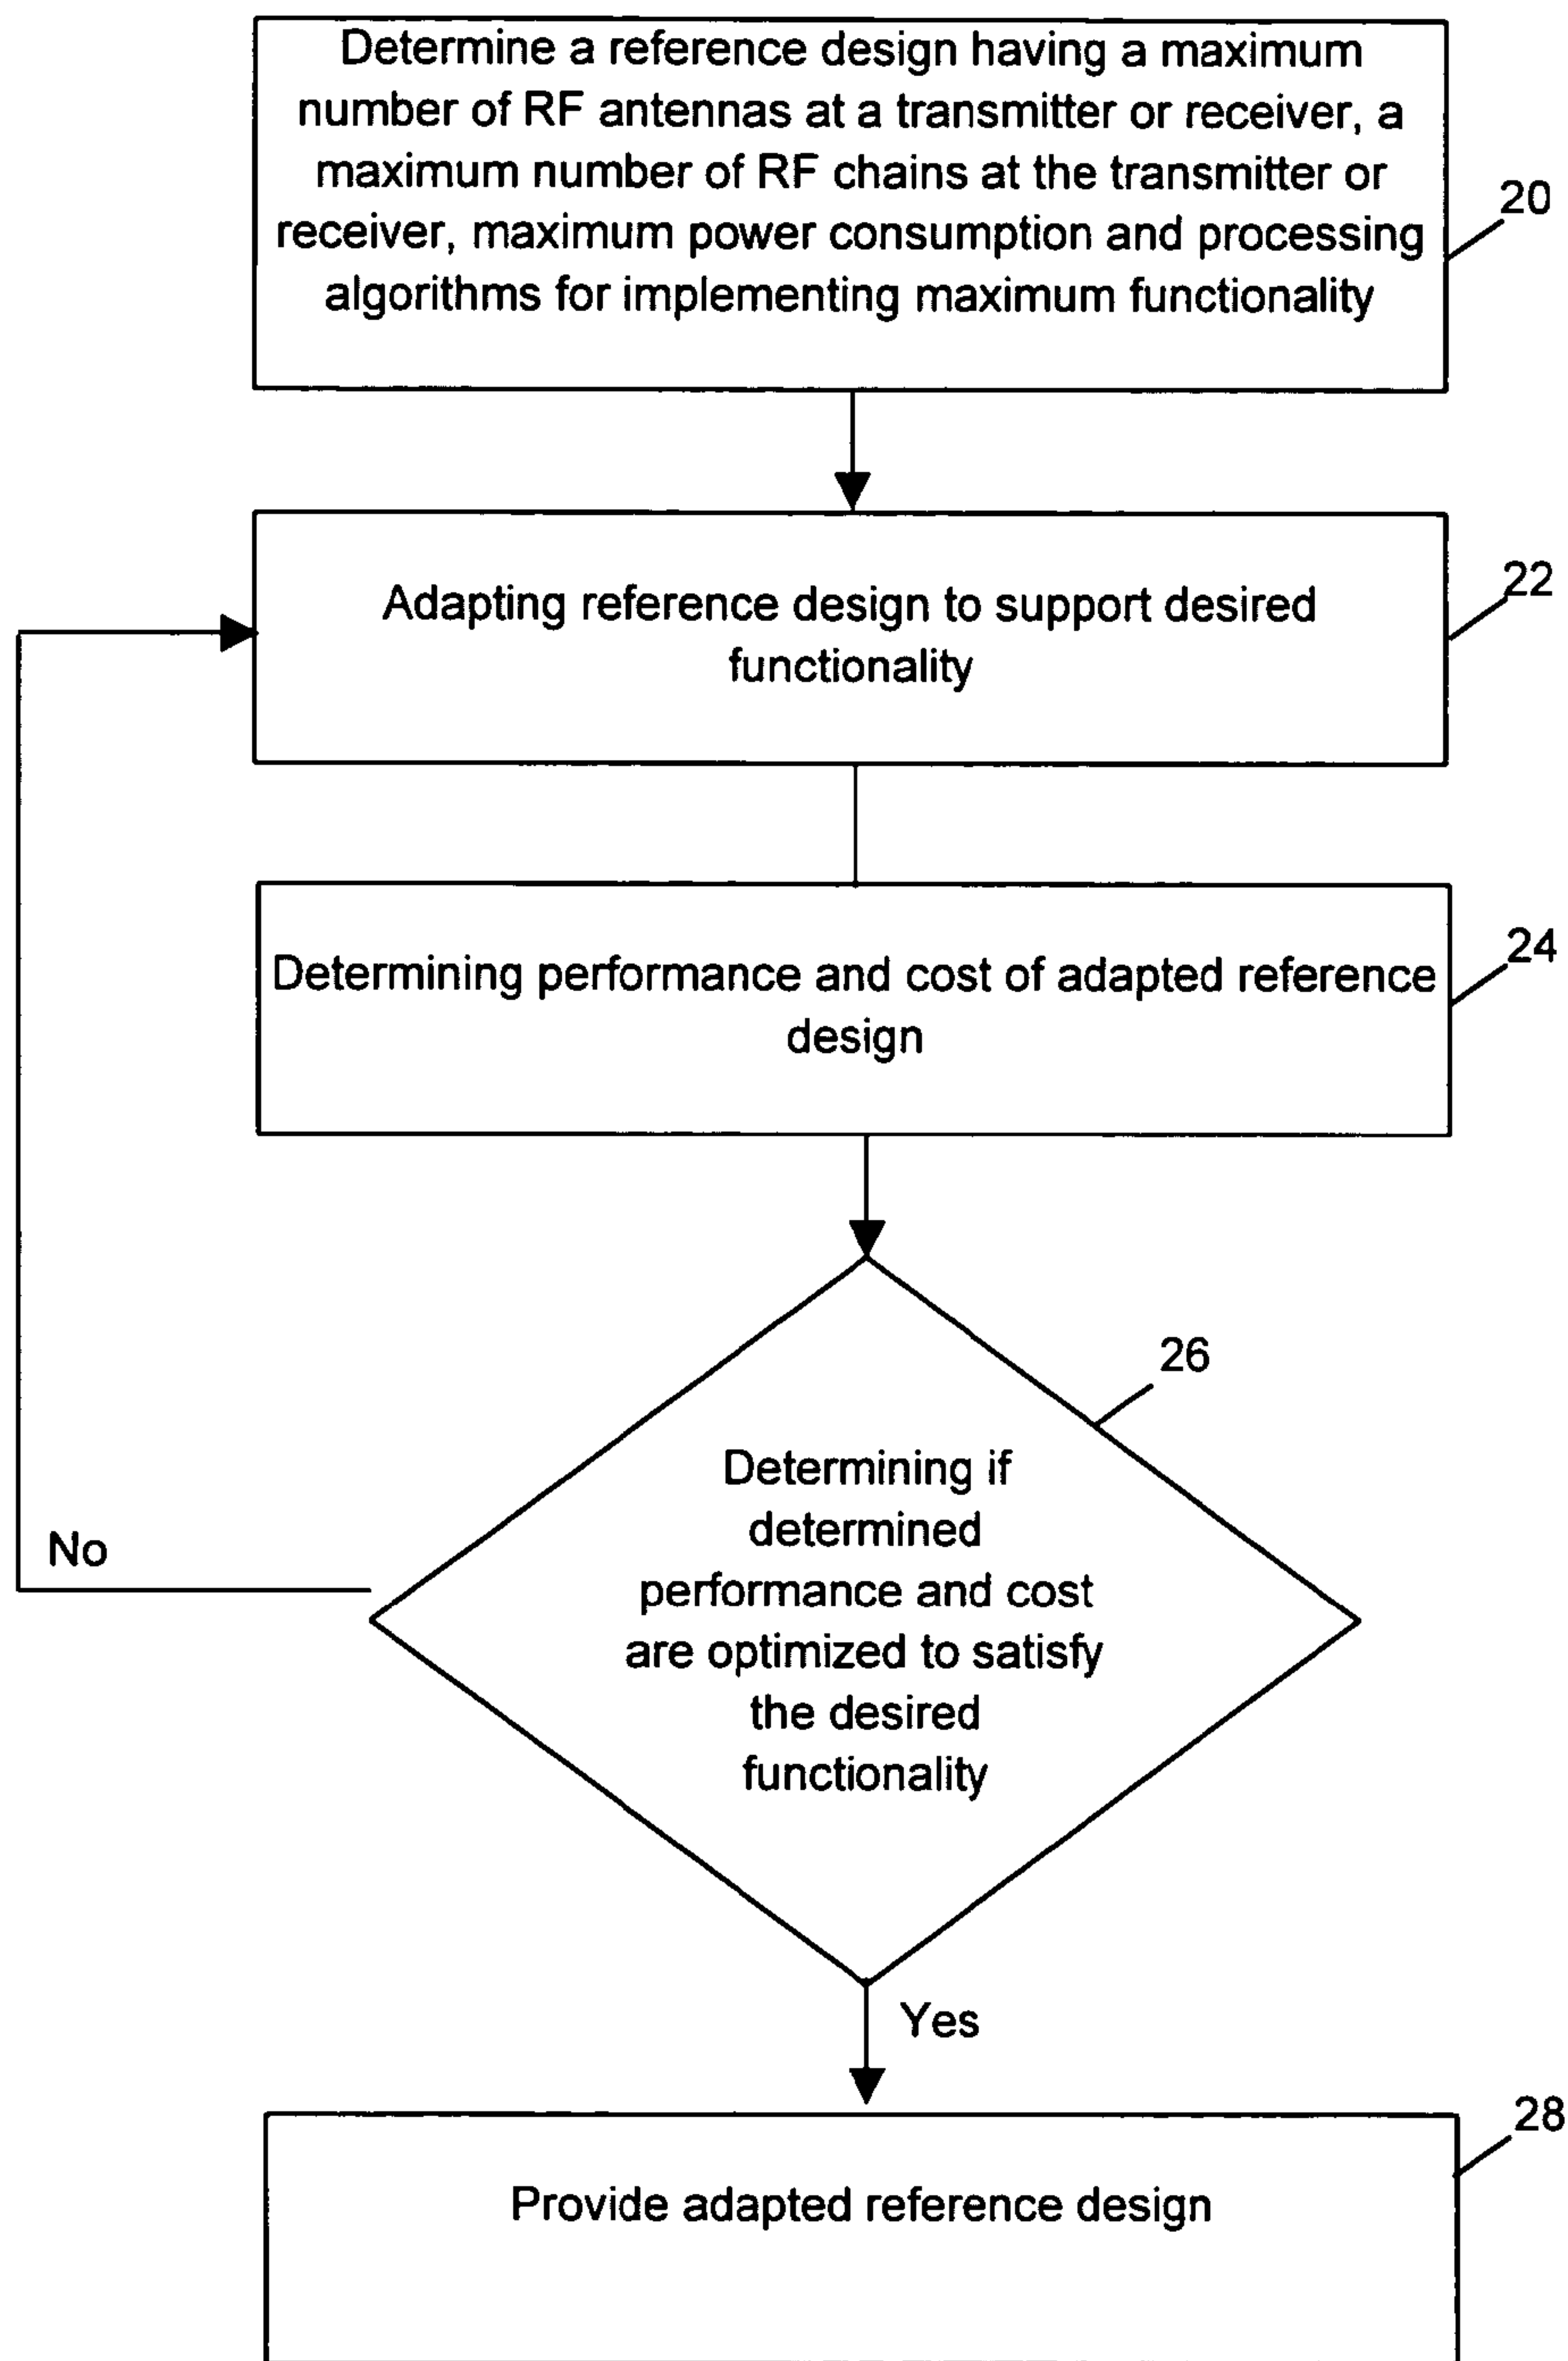 Determine a reference design having a maximum
number of RF antennas at a transmitter or receiver, a
maximum number of RF chains at the transmitter or
receiver, maximum power consumption and processing
algorithms for implementing maximum functionality
20
Adapting reference design to support desired
functionality
22
Determining performance and cost of adapted reference
design
24
26
Determining if
determined
performance and cost
are optimized to satisfy
the desired
functionality
No
Yes
28
Provide adapted reference design